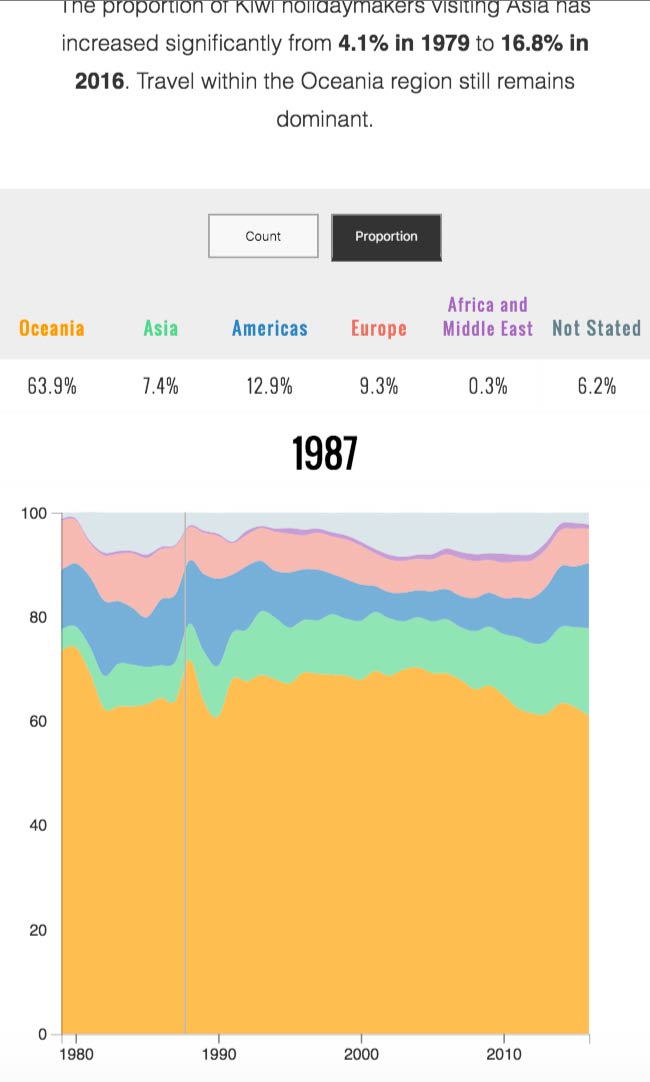 The proportion of Kiwi holidaymakers visiting Asia has
increased significantly from 4.1% in 1979 to 16.8% in
2016. Travel within the Oceania region still remains
dominant.
Count Proportion
Oceania Asia Americas Europe Africa and Middle East Not Stated
63.9% 7.4% 12.9% 9.3% 0.3% 6.2%
1987
100
80
60
40
20
0
1980 1990 2000 2010